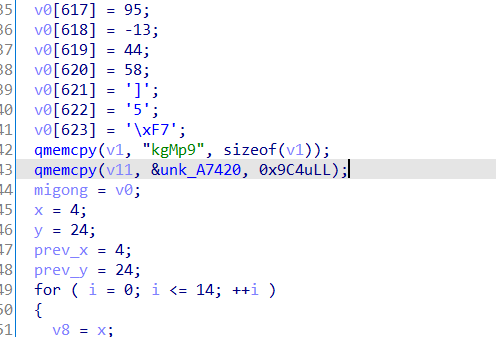 35 v0[617] = 95;
36 v0[618] = -13;
37 v0[619] = 44;
38 v0[620] = 58;
39 v0[621] = ']';
40 v0[622] = '5';
41 v0[623] = '\xF7';
42 qmemcpy(v1, "kgMp9", sizeof(v1));
43 qmemcpy(v11, &unk_A7420, 0x9C4uLL);
44 migong = v0;
45 x = 4;
46 y = 24;
47 prev_x = 4;
48 prev_y = 24;
49 for ( i = 0; i <= 14; ++i )
50 {
51 v8 = x;